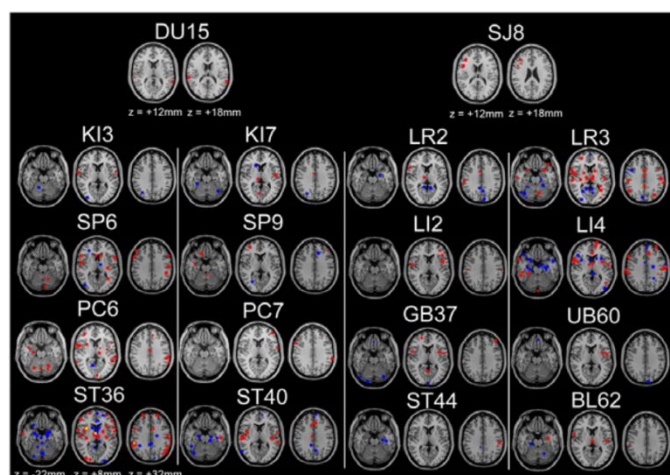 DU15 SJ8
z = +12mm z = +18mm z = +12mm z = +18mm
KI3 KI7 LR2 LR3
SP6 SP9 LI2 LI4
PC6 PC7 GB37 UB60
ST36 ST40 ST44 BL62
z = -22mm z = +8mm z = +32mm